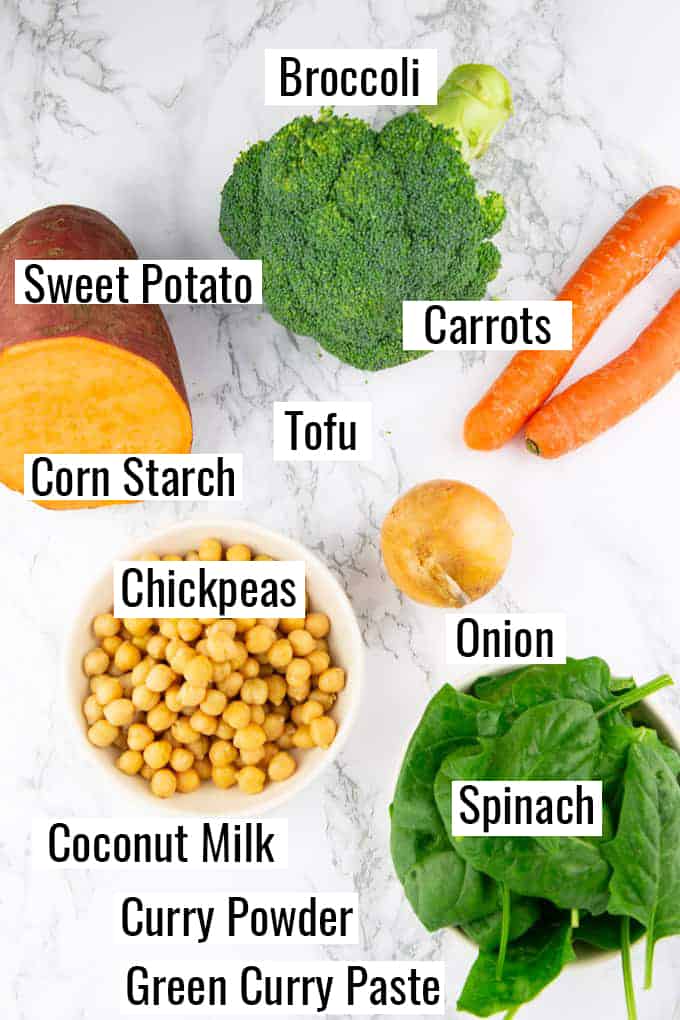 Broccoli
Sweet Potato
Carrots
Tofu
Corn Starch
Chickpeas
Onion
Spinach
Coconut Milk
Curry Powder
Green Curry Paste